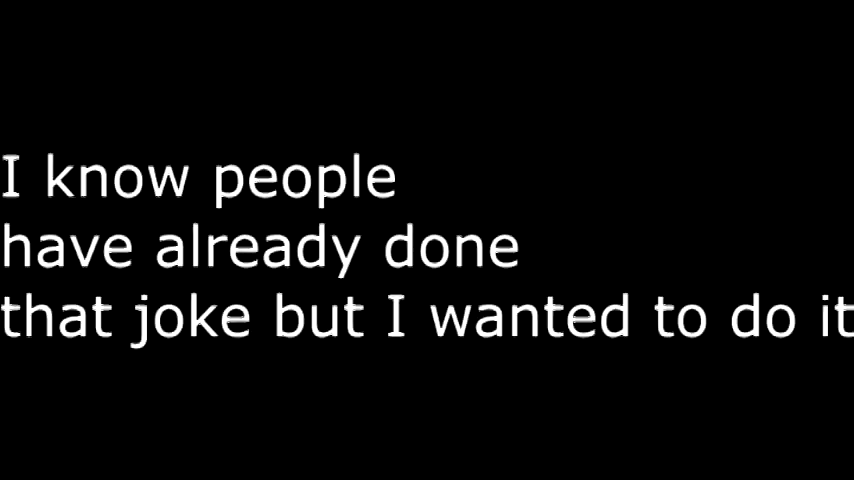 I know people
have already done
that joke but I wanted to do it